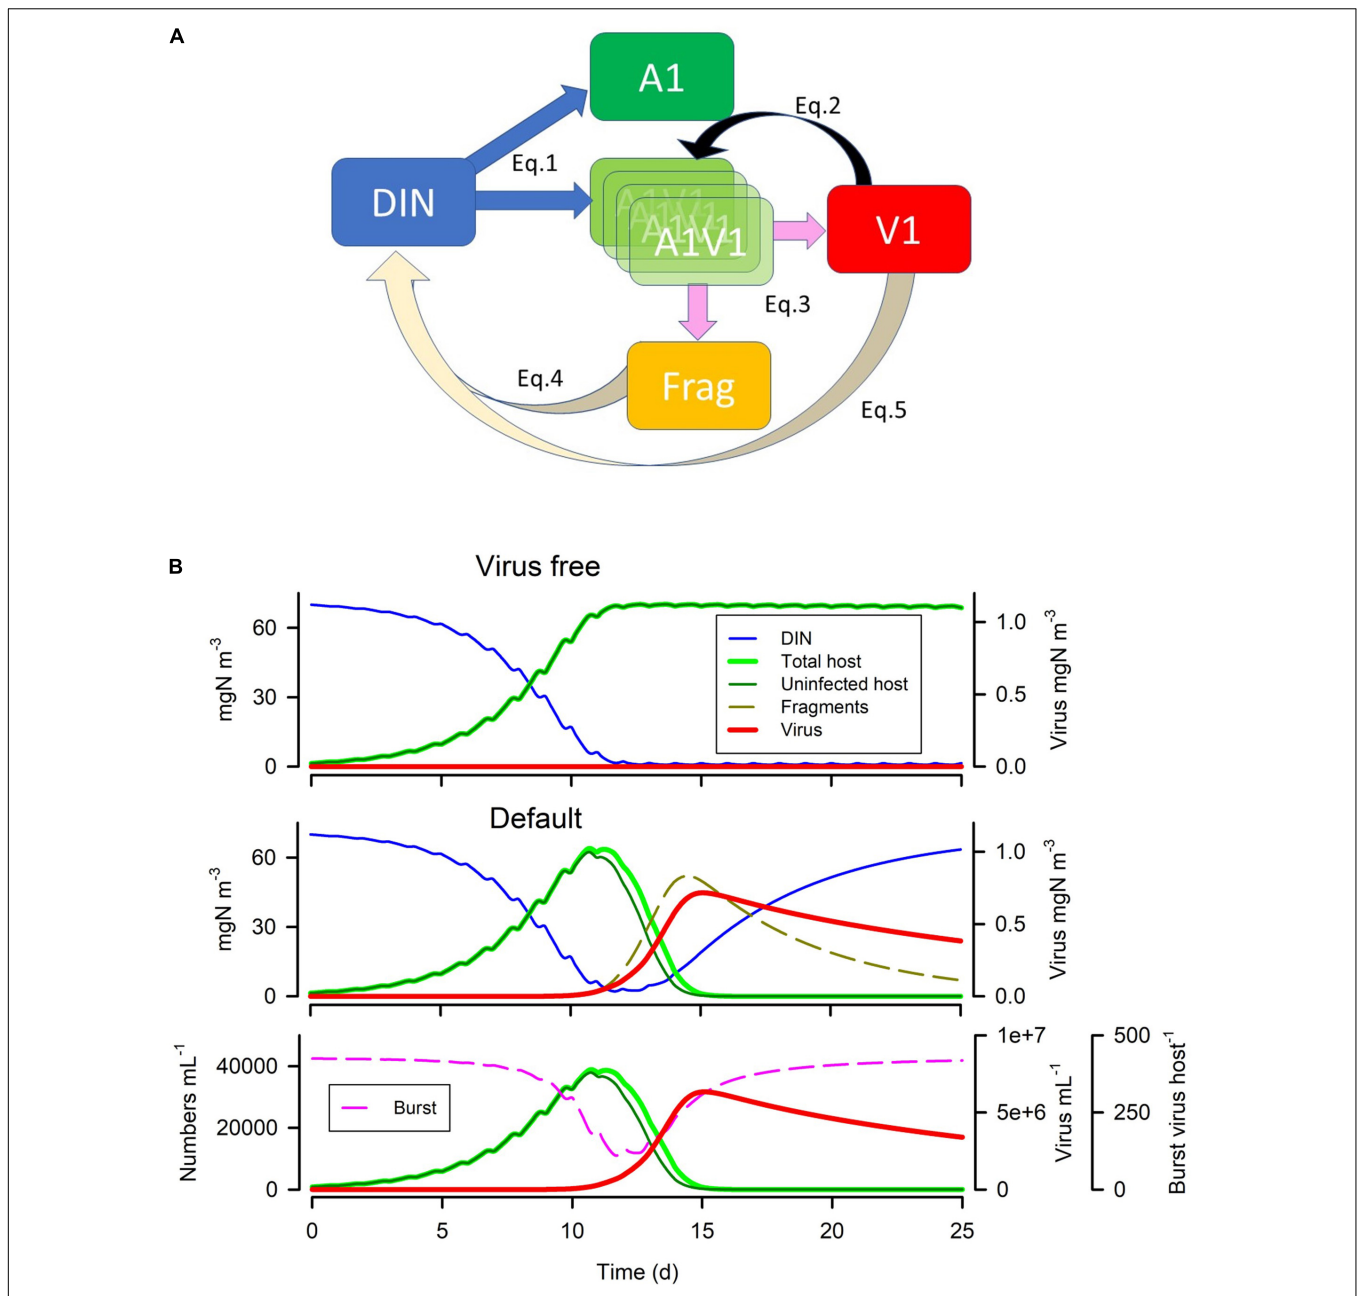 A
A1
Eq.2
Eq.1
DIN
A1V1
A1V1
A1V1
A1V1
V1
Eq.3
Eq.4
Frag
Eq.5
B
Virus free
mgN m-3
60
30
0
DIN
Total host
Uninfected host
Fragments
Virus
1.0
0.5
0.0
Virus mgN m-3
Default
mgN m-3
60
30
0
1.0
0.5
0.0
Virus mgN m-3
Numbers mL-1
40000
20000
0
Burst
1e+7
5e+6
0
Virus mL-1
500
250
0
Burst virus host-1
0 5 10 15 20 25
Time (d)